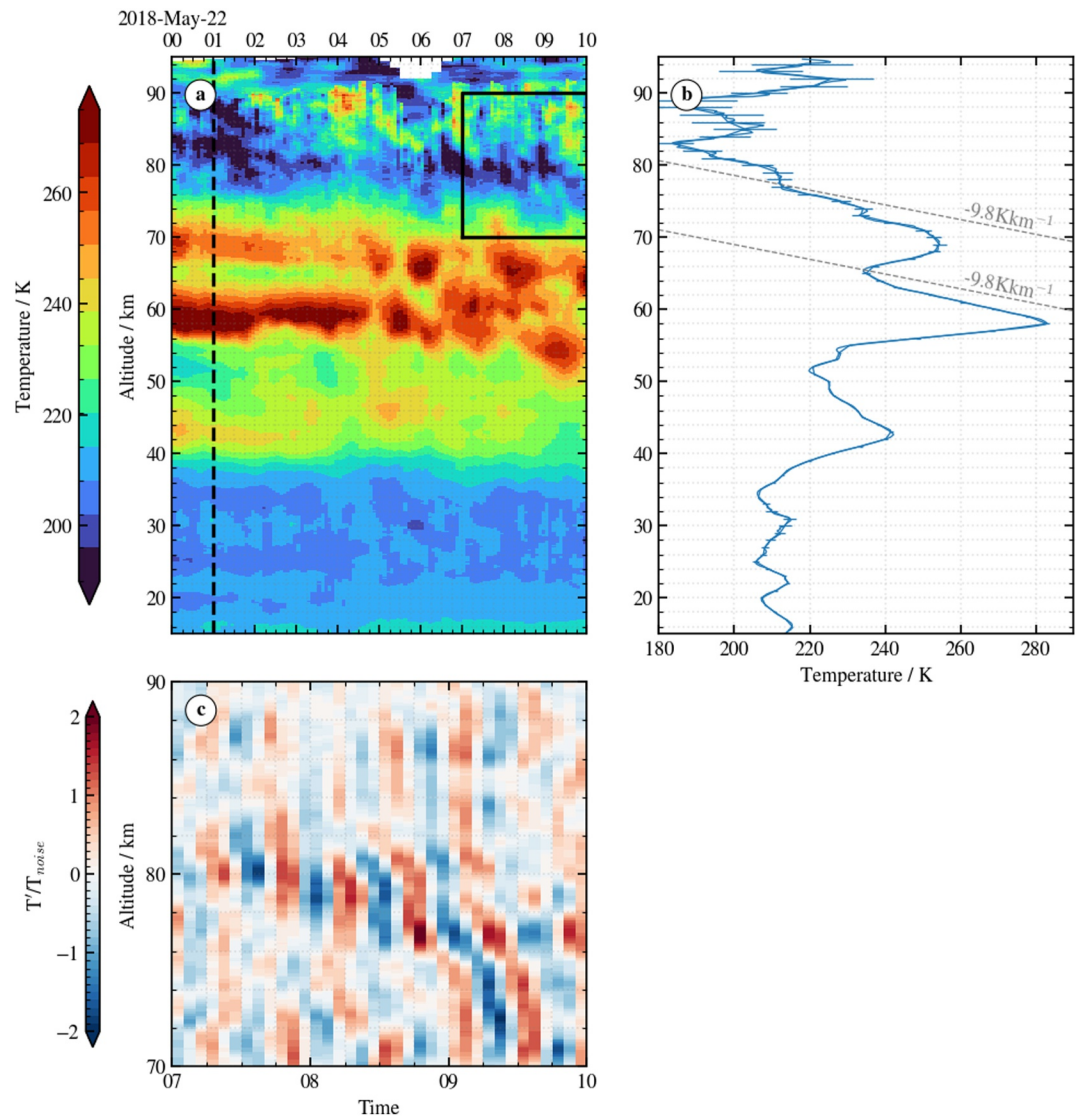 2018-May-22
00 01 02 03 04 05 06 07 08 09 10
a
90
80
70
60
50
40
30
20
Altitude / km
260
240
220
200
Temperature / K
b
90
80
70
60
50
40
30
20
-9.8Kkm⁻¹
-9.8Kkm⁻¹
180 200 220 240 260 280
Temperature / K
c
90
80
70
Altitude / km
2
1
0
−1
−2
T′/T_noise
07 08 09 10
Time